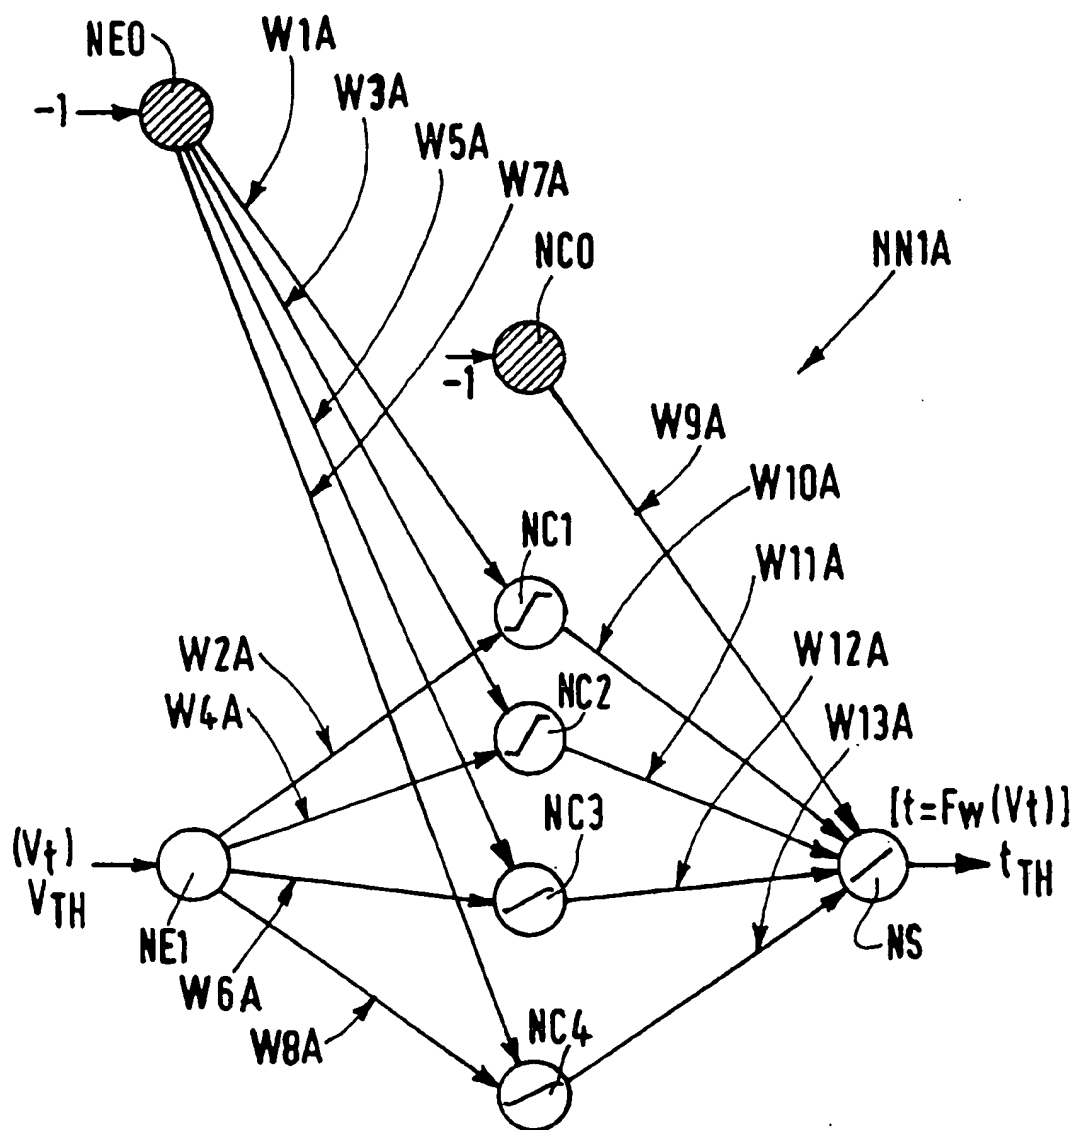 NE0
W1A
W3A
W5A
W7A
-1
NC0
NN1A
-1
W9A
W10A
NC1
W11A
W2A
W12A
W4A
NC2
W13A
(Vt)
VTH
NC3
[t=Fw(Vt)]
tTH
NE1
NS
W6A
W8A
NC4